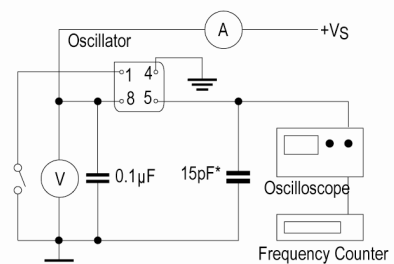 A
+VS
Oscillator
1 4
8 5
V
0.1µF
15pF*
Oscilloscope
Frequency Counter